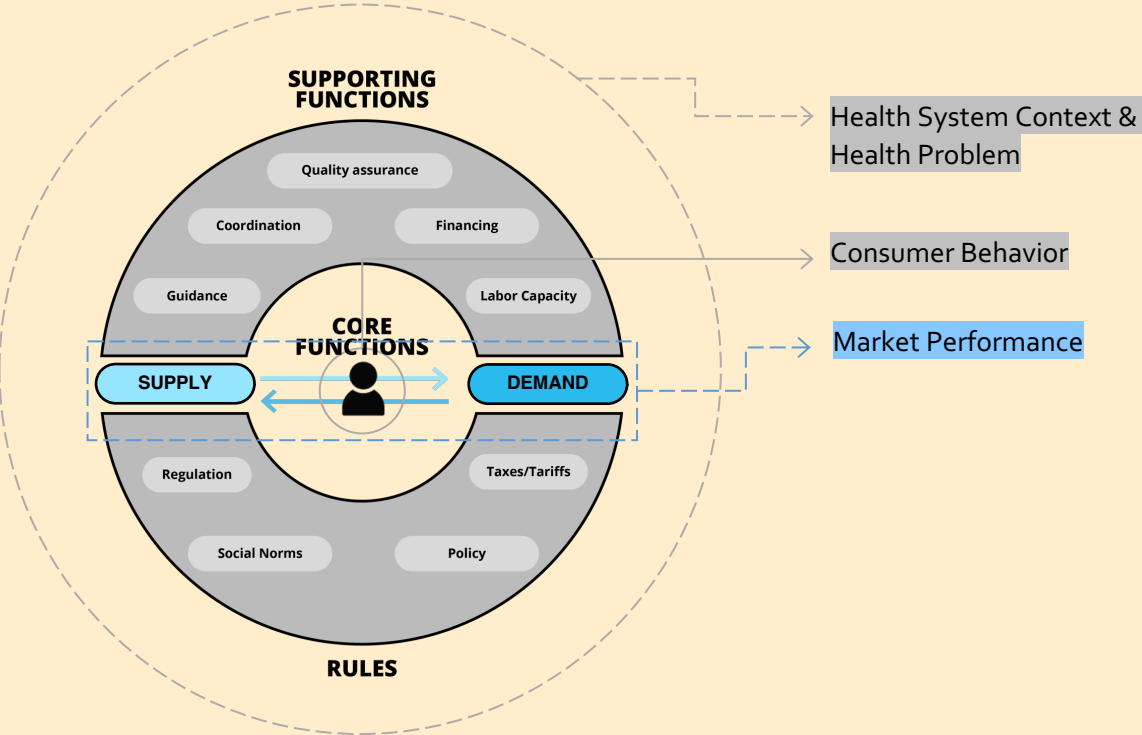 SUPPORTING
FUNCTIONS
Quality assurance
Coordination
Financing
Guidance
Labor Capacity
CORE
FUNCTIONS
SUPPLY
DEMAND
Regulation
Taxes/Tariffs
Social Norms
Policy
RULES
Health System Context &
Health Problem
Consumer Behavior
Market Performance